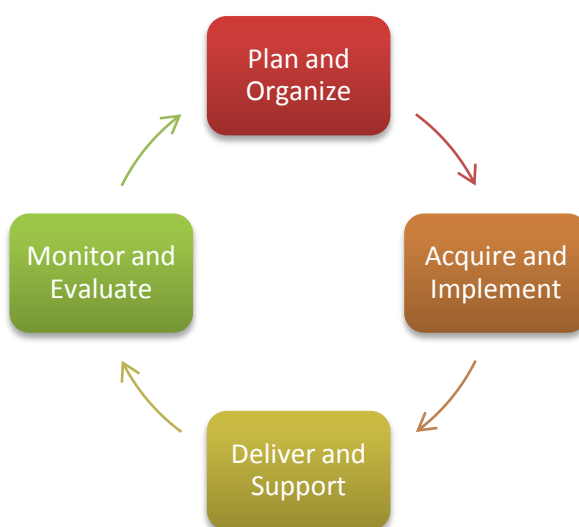 Plan and
Organize
Acquire and
Implement
Deliver and
Support
Monitor and
Evaluate